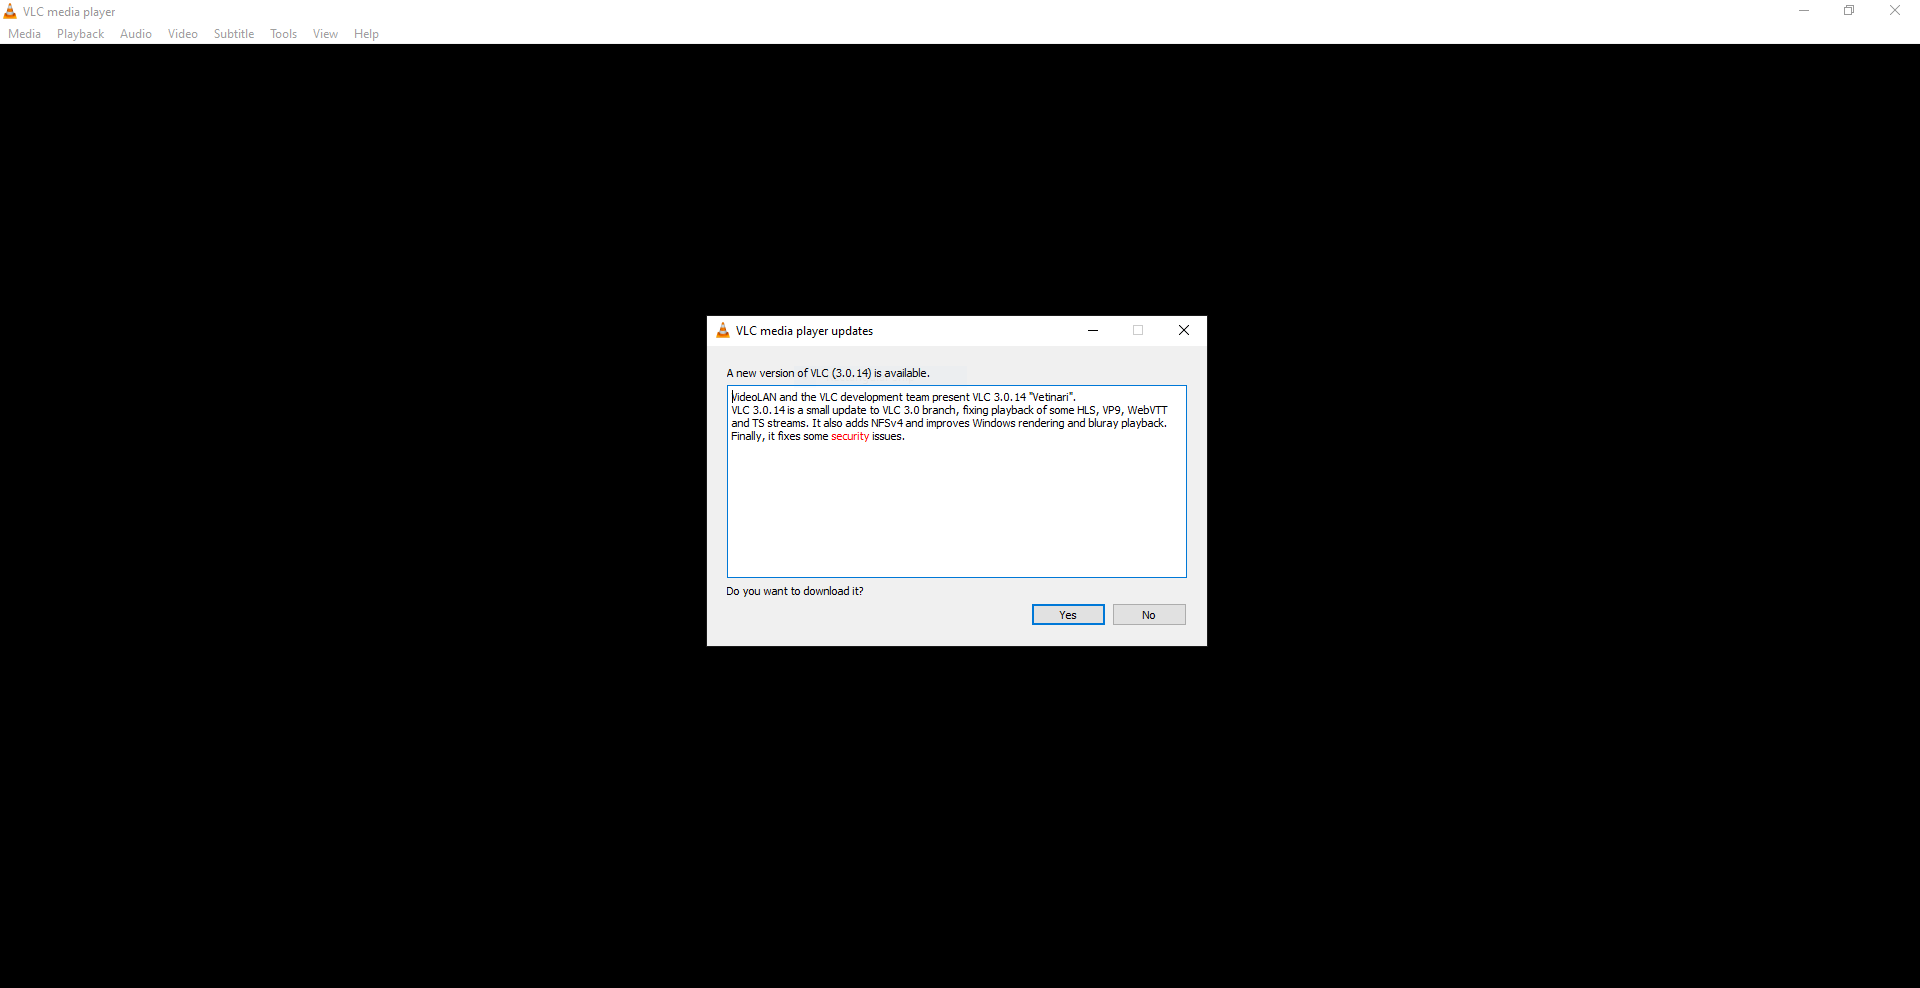 VLC media player
Media Playback Audio Video Subtitle Tools View Help
VLC media player updates
A new version of VLC (3.0.14) is available.
VideoLAN and the VLC development team present VLC 3.0.14 "Vetinari".
VLC 3.0.14 is a small update to VLC 3.0 branch, fixing playback of some HLS, VP9, WebVTT
and TS streams. It also adds NFSv4 and improves Windows rendering and bluray playback.
Finally, it fixes some security issues.
Do you want to download it?
Yes No